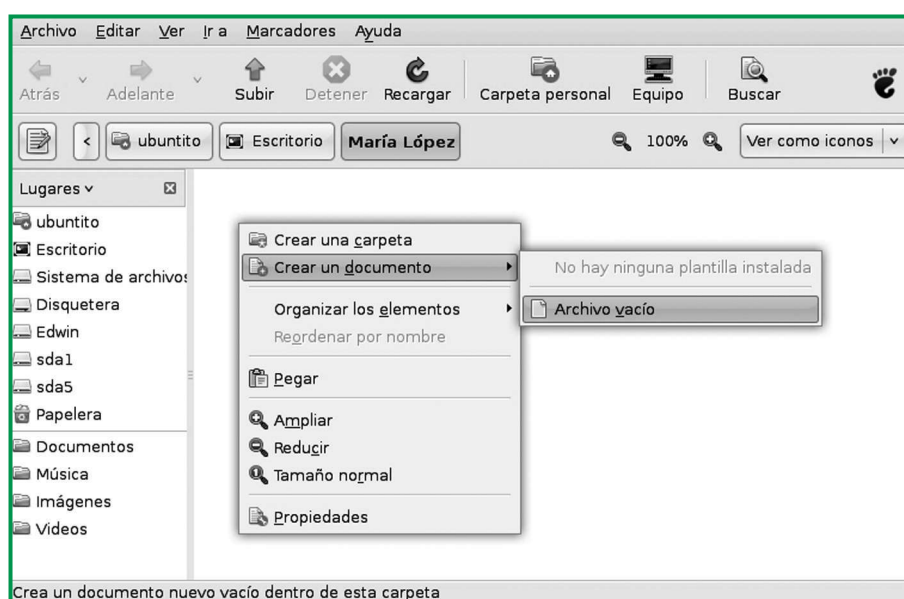 Archivo Editar Ver Ir a Marcadores Ayuda
Atrás Adelante Subir Detener Recargar Carpeta personal Equipo Buscar
< ubuntito Escritorio María López 100% Ver como iconos
Lugares
ubuntito
Escritorio
Sistema de archivos
Disquetera
Edwin
sda1
sda5
Papelera
Documentos
Música
Imágenes
Videos
Crear una carpeta
Crear un documento
Organizar los elementos
Reordenar por nombre
Pegar
Ampliar
Reducir
Tamaño normal
Propiedades
No hay ninguna plantilla instalada
Archivo vacío
Crea un documento nuevo vacío dentro de esta carpeta